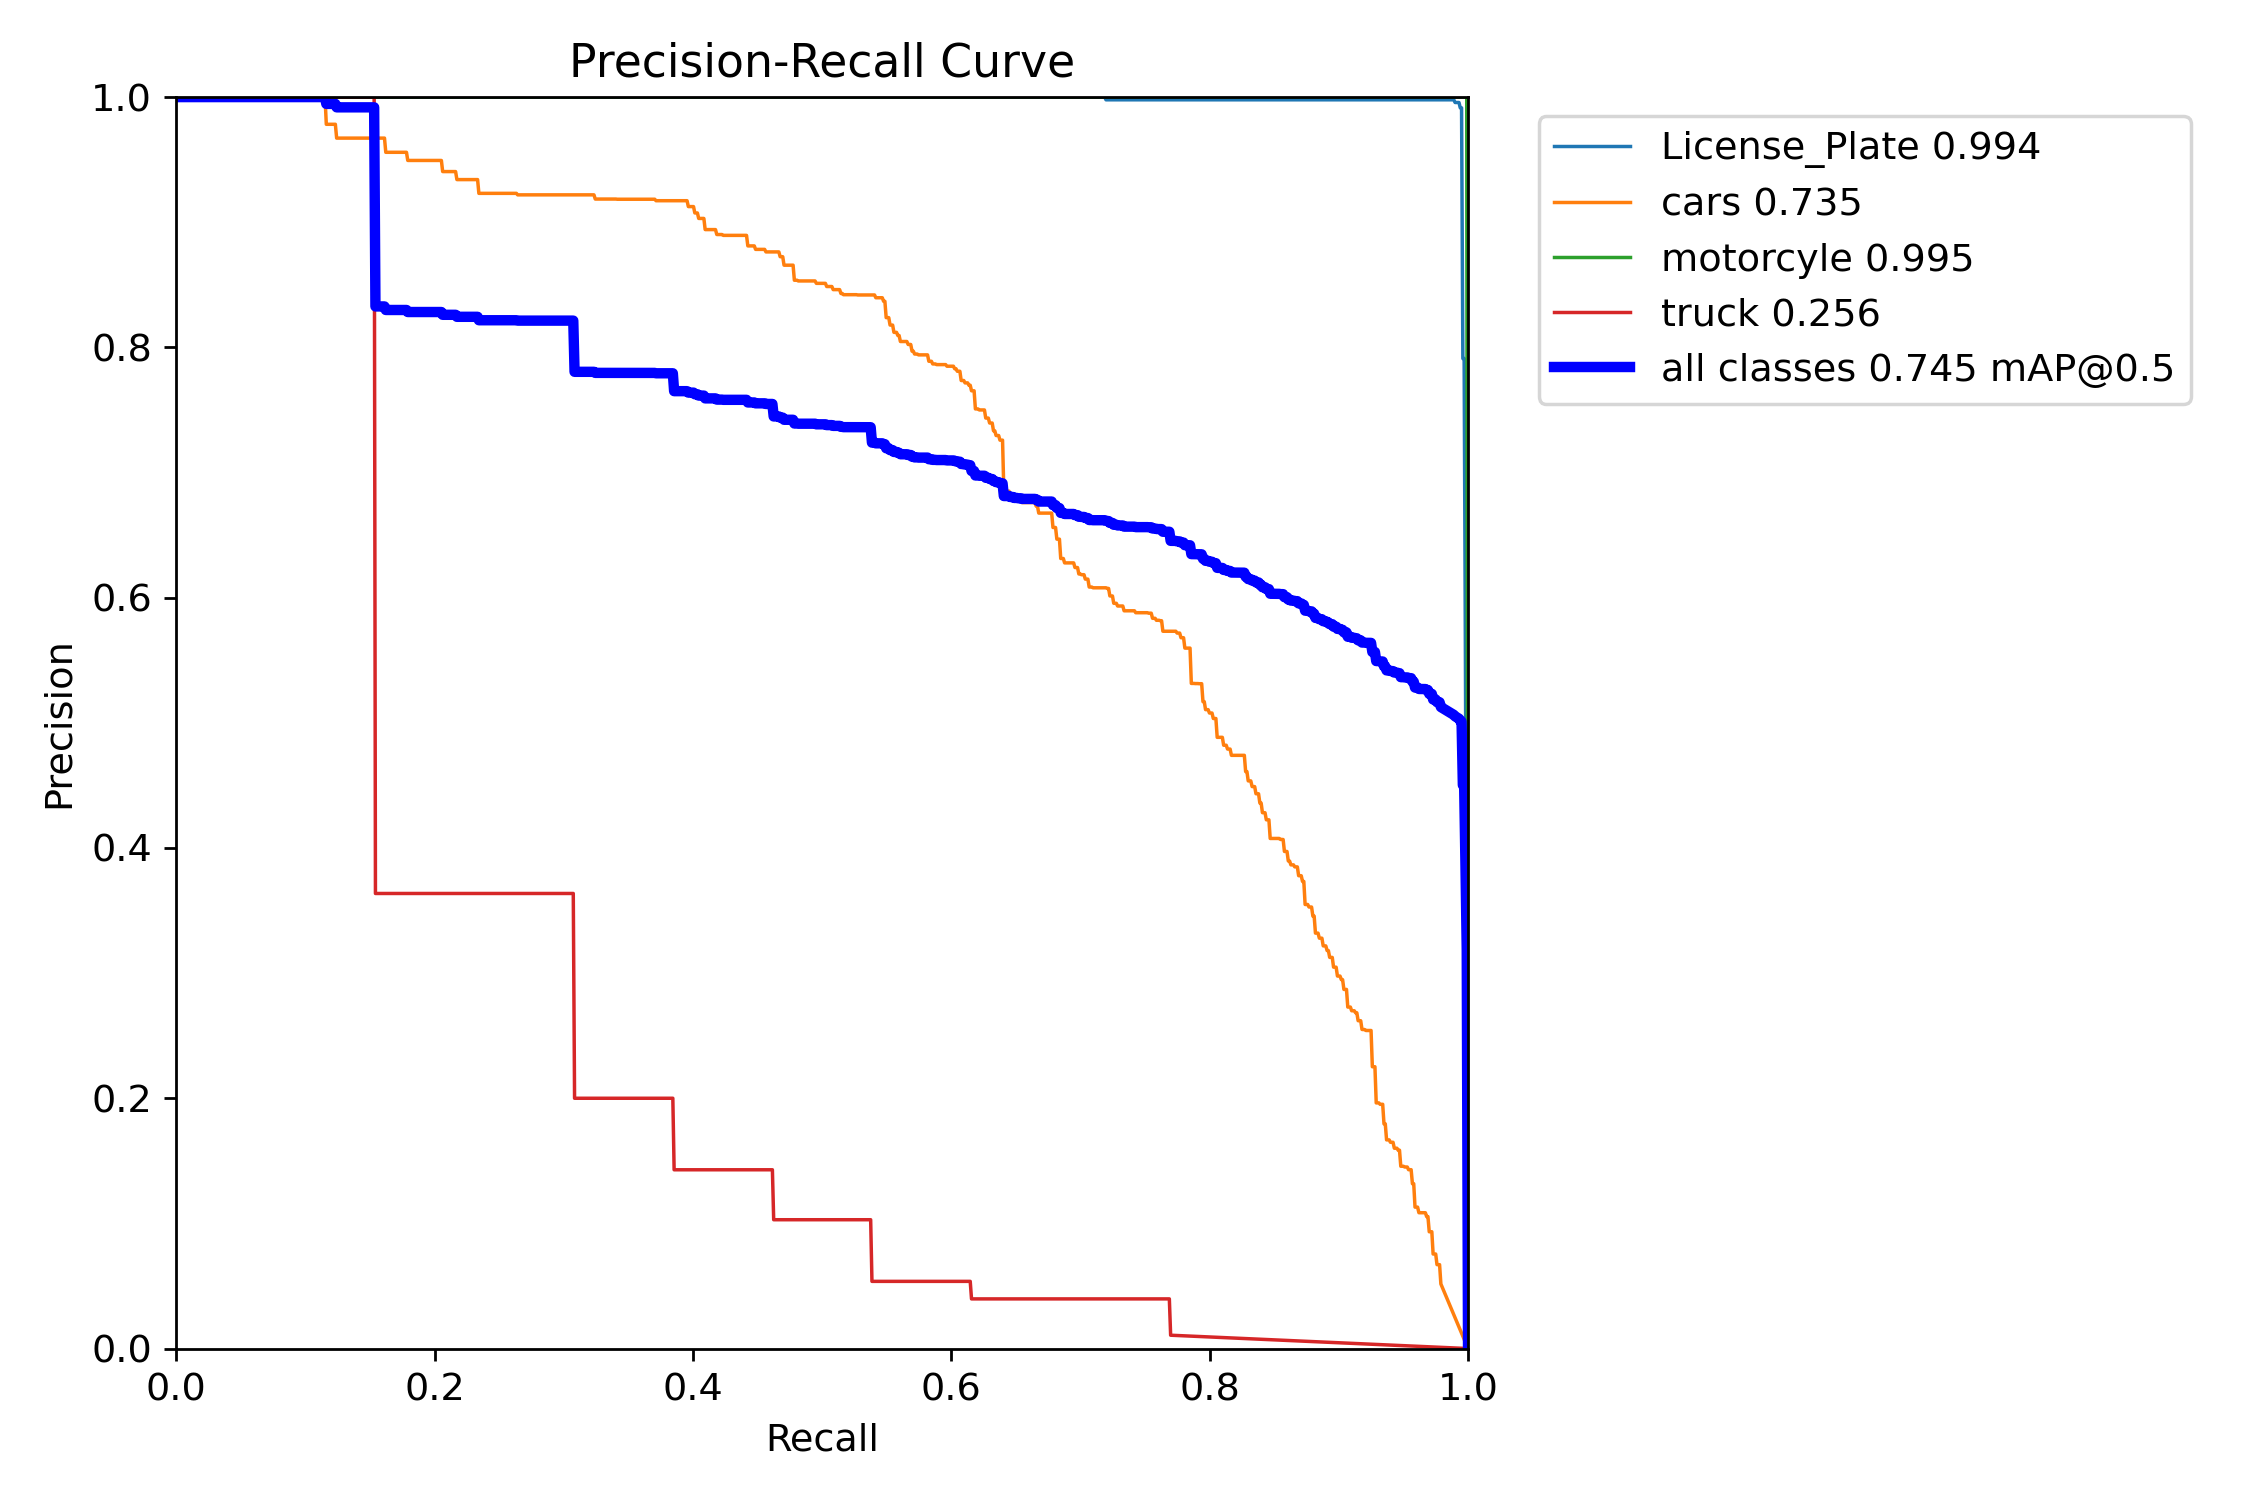 Precision-Recall Curve
1.0
0.8
0.6
0.4
0.2
0.0
Precision
0.0 0.2 0.4 0.6 0.8 1.0
Recall
License_Plate 0.994
cars 0.735
motorcyle 0.995
truck 0.256
all classes 0.745 mAP@0.5